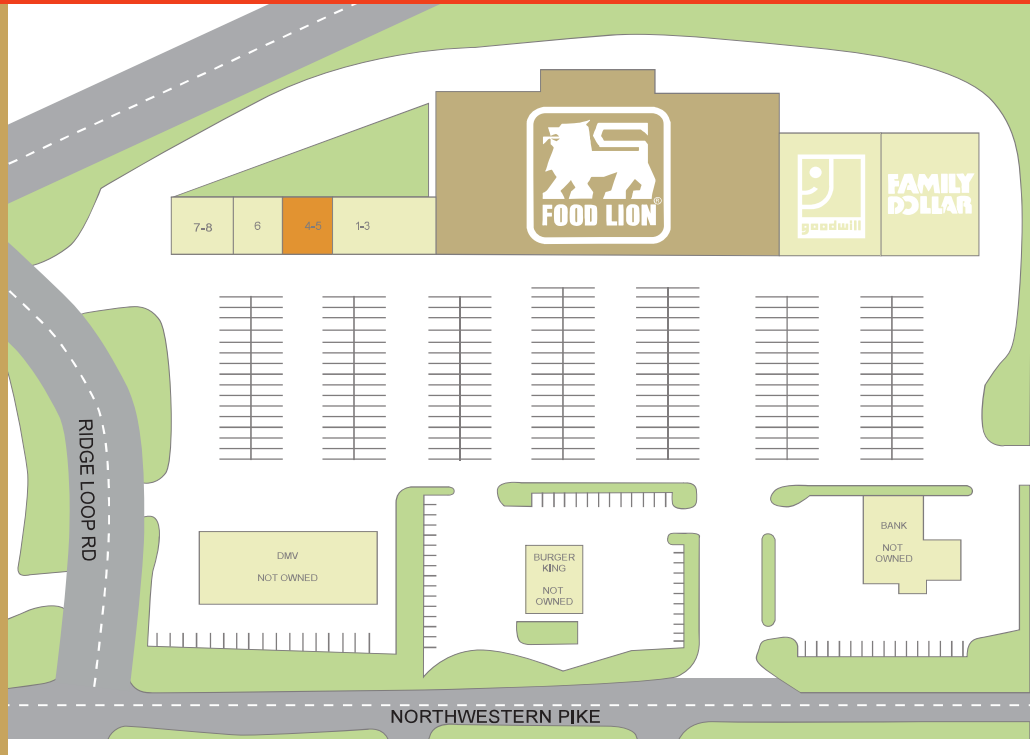 FOOD LION®
goodwill
FAMILY
DOLLAR
7-8
6
4-5
1-3
RIDGE LOOP RD
DMV
NOT OWNED
BURGER
KING
NOT
OWNED
BANK
NOT
OWNED
NORTHWESTERN PIKE